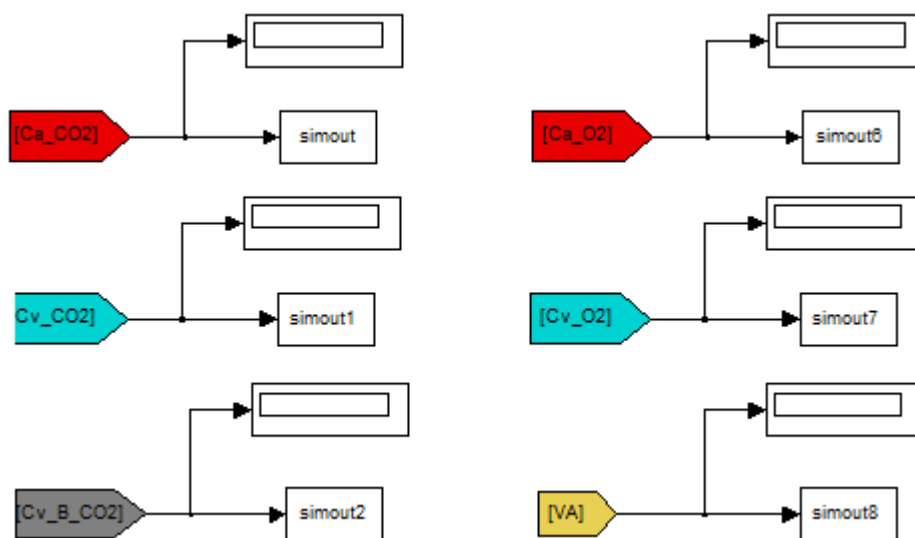 [Ca_CO2]
simout
[Ca_O2]
simout6
Cv_CO2]
simout1
[Cv_O2]
simout7
[Cv_B_CO2]
simout2
[VA]
simout8